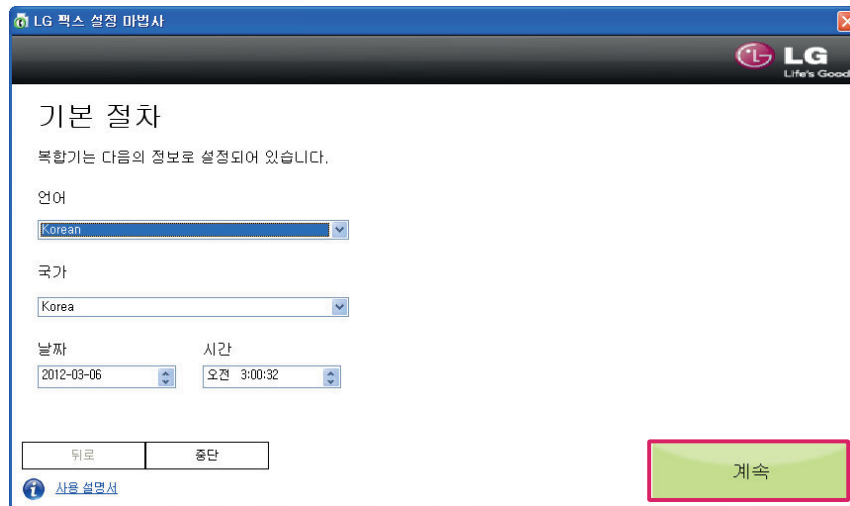 LG 팩스 설정 마법사
LG
Life's Good
기본 절차
복합기는 다음의 정보로 설정되어 있습니다.
언어
Korean
국가
Korea
날짜 시간
2012-03-06 오전 3:00:32
뒤로 중단 계속
사용 설명서